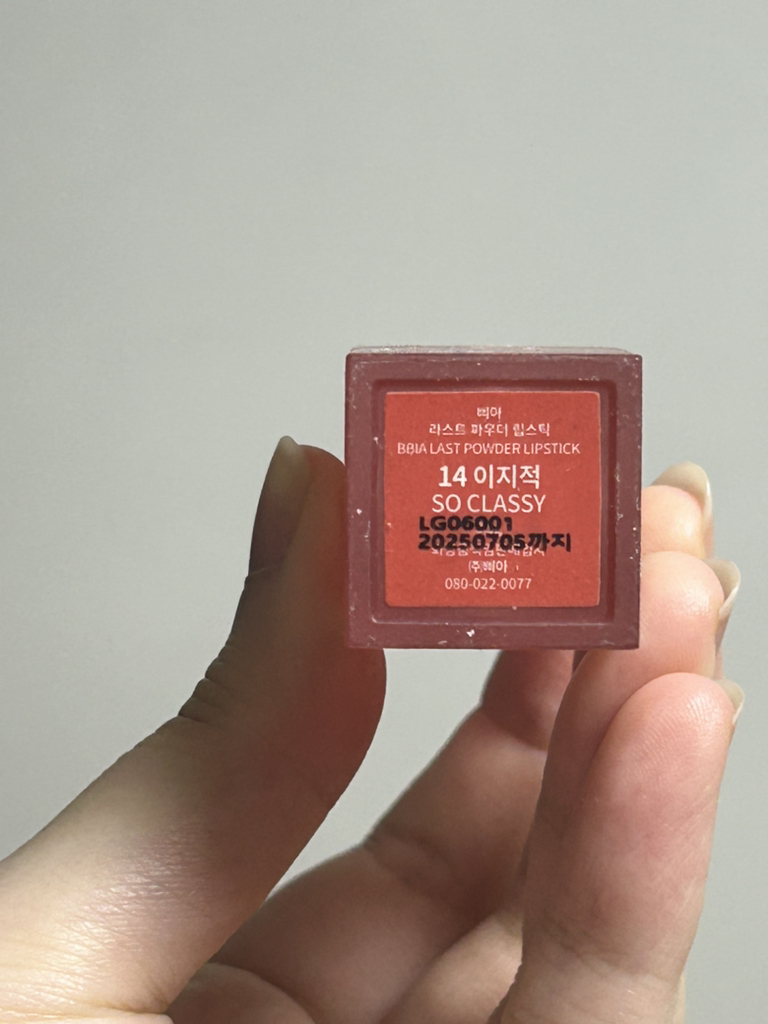 삐아
라스트 파우더 립스틱
BBIA LAST POWDER LIPSTICK
14 이지적
SO CLASSY
LG06001
20250705까지
(주)삐아
080-022-0077